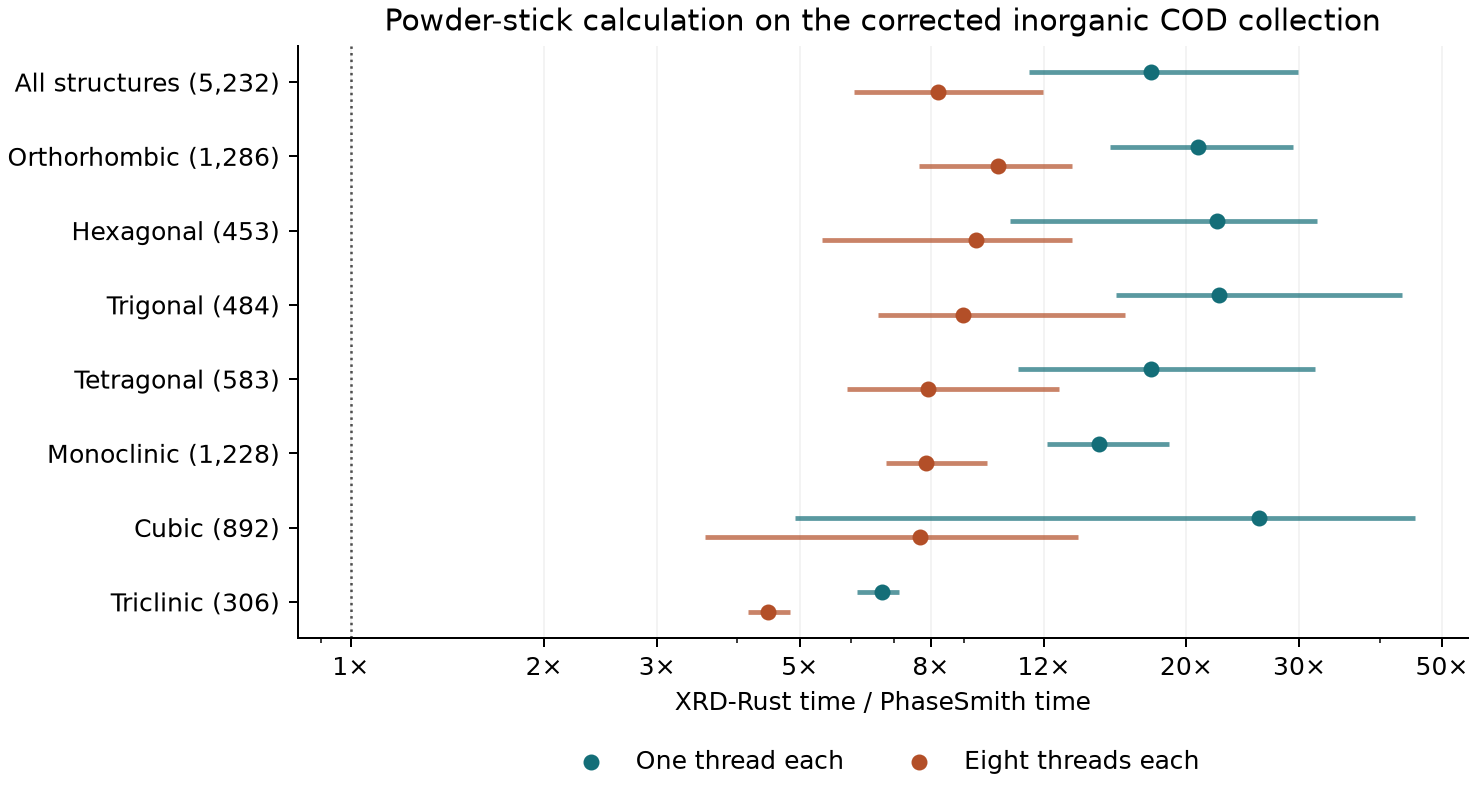 Powder-stick calculation on the corrected inorganic COD collection
All structures (5,232)
Orthorhombic (1,286)
Hexagonal (453)
Trigonal (484)
Tetragonal (583)
Monoclinic (1,228)
Cubic (892)
Triclinic (306)
1× 2× 3× 5× 8× 12× 20× 30× 50×
XRD-Rust time / PhaseSmith time
One thread each Eight threads each